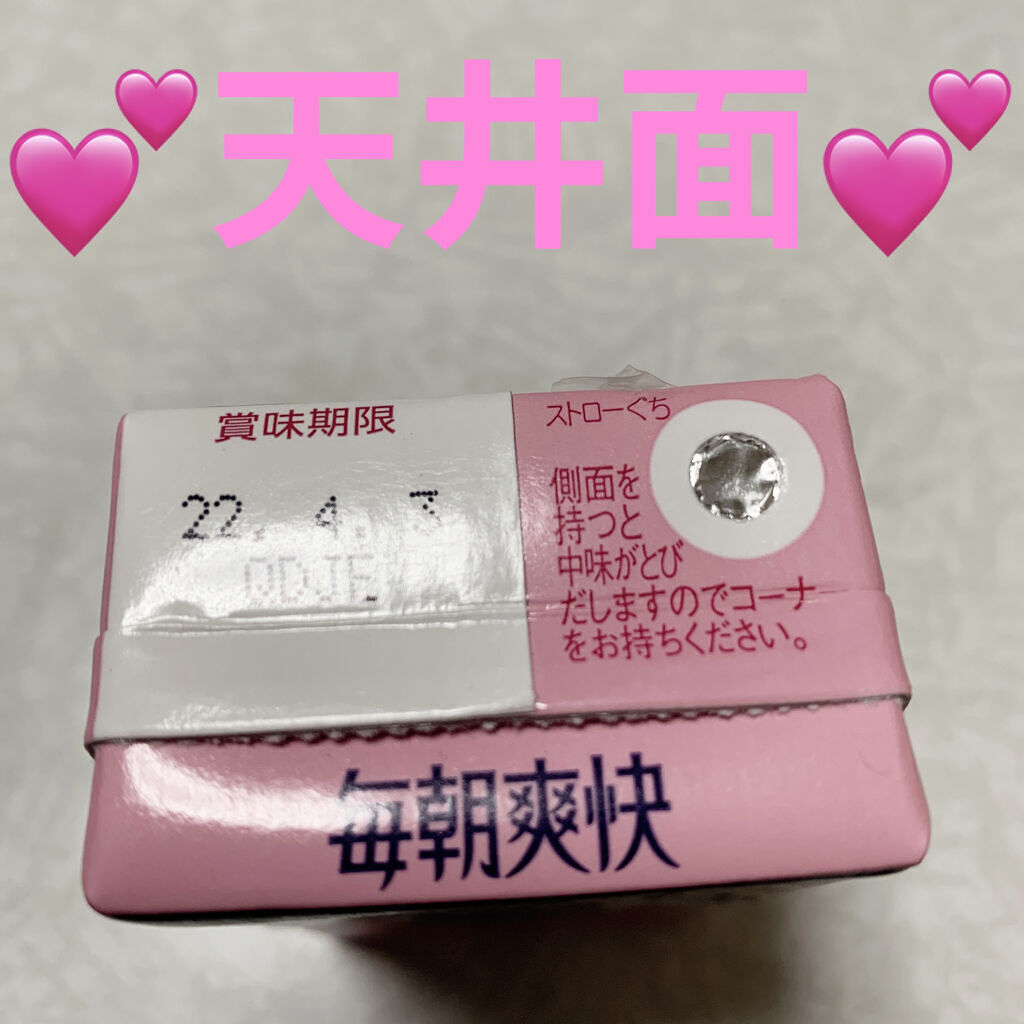 💕天井面💕
賞味期限
22. 4. 3
ストローぐち
側面を
持つと
中味がとび
だしますのでコーナ
をお持ちください。
毎朝爽快